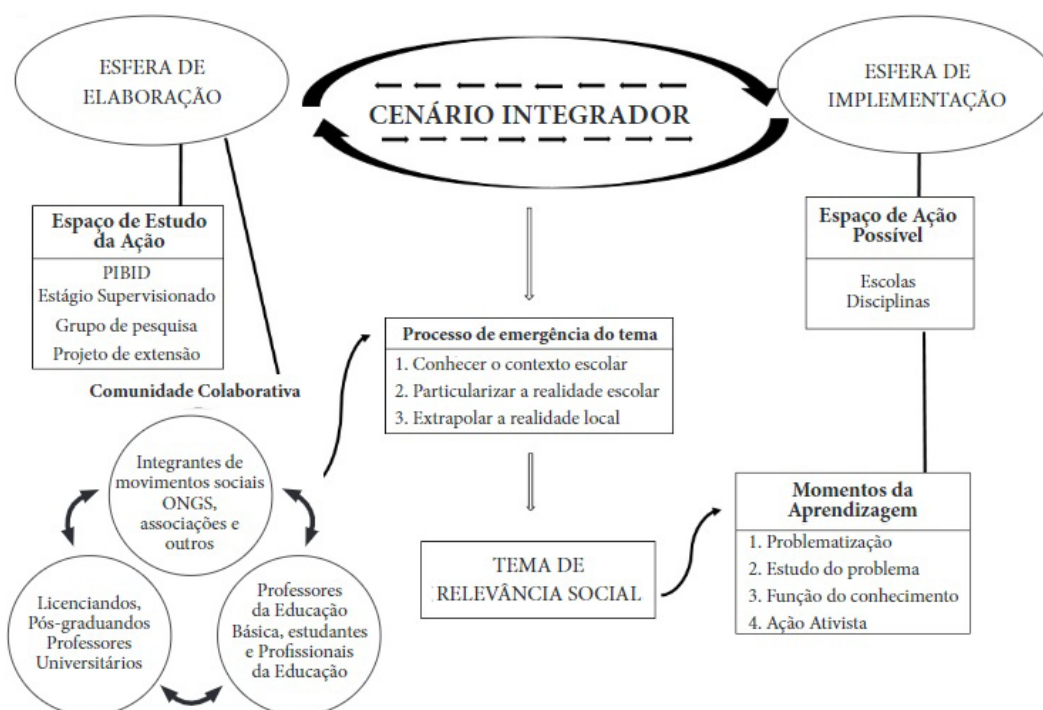 ESFERA DE
ELABORAÇÃO
CENÁRIO INTEGRADOR
ESFERA DE
IMPLEMENTAÇÃO
Espaço de Estudo
da Ação
PIBID
Estágio Supervisionado
Grupo de pesquisa
Projeto de extensão
Espaço de Ação
Possível
Escolas
Disciplinas
Processo de emergência do tema
1. Conhecer o contexto escolar
2. Particularizar a realidade escolar
3. Extrapolar a realidade local
Comunidade Colaborativa
Integrantes de
movimentos sociais
ONGS,
associações e
outros
Licenciandos,
Pós-graduandos
Professores
Universitários
Professores
da Educação
Básica, estudantes
e Profissionais
da Educação
TEMA DE
RELEVÂNCIA SOCIAL
Momentos da
Aprendizagem
1. Problematização
2. Estudo do problema
3. Função do conhecimento
4. Ação Ativista